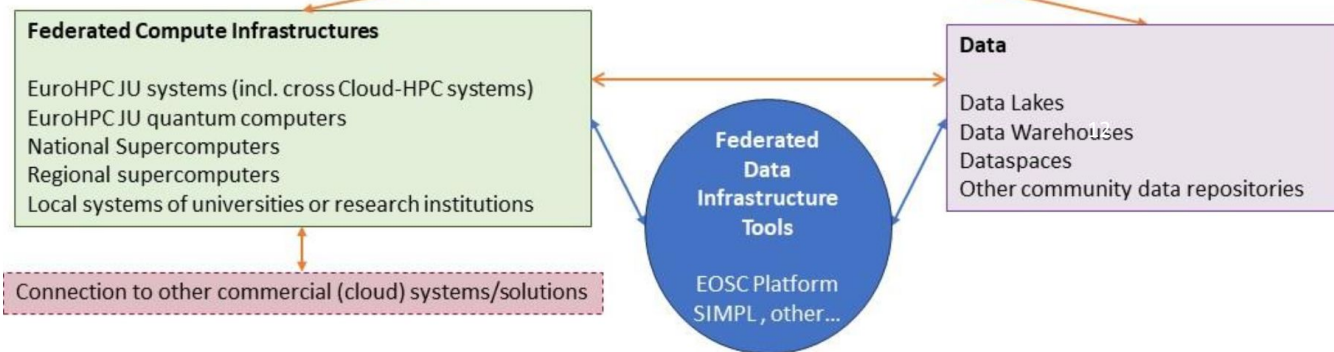 Federated Compute Infrastructures
EuroHPC JU systems (incl. cross Cloud-HPC systems)
EuroHPC JU quantum computers
National Supercomputers
Regional supercomputers
Local systems of universities or research institutions
Connection to other commercial (cloud) systems/solutions
Federated
Data
Infrastructure
Tools
EOSC Platform
SIMPL , other...
Data
Data Lakes
Data Warehouses
12
Dataspaces
Other community data repositories